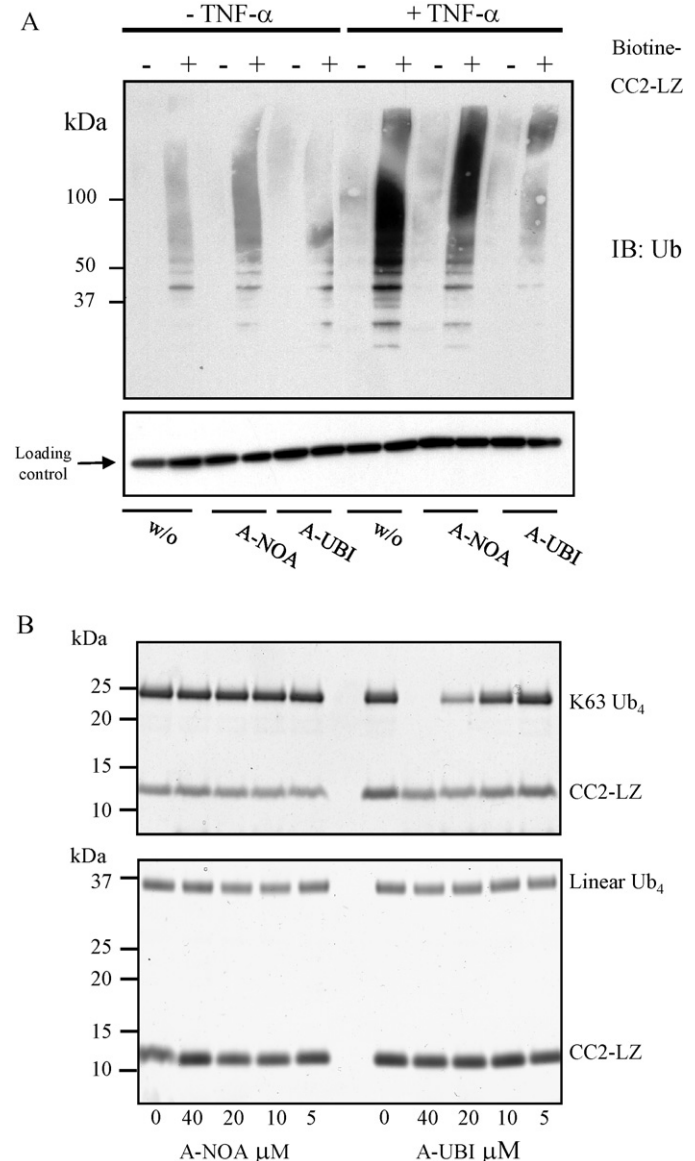 A
- TNF-α + TNF-α
- + - + - + - + - + - +
Biotine-
CC2-LZ
kDa
100
50
37
IB: Ub
Loading
control
w/o A-NOA A-UBI w/o A-NOA A-UBI
B
kDa
25
20
15
10
K63 Ub4
CC2-LZ
kDa
37
25
20
15
10
Linear Ub4
CC2-LZ
0 40 20 10 5 0 40 20 10 5
A-NOA μM A-UBI μM